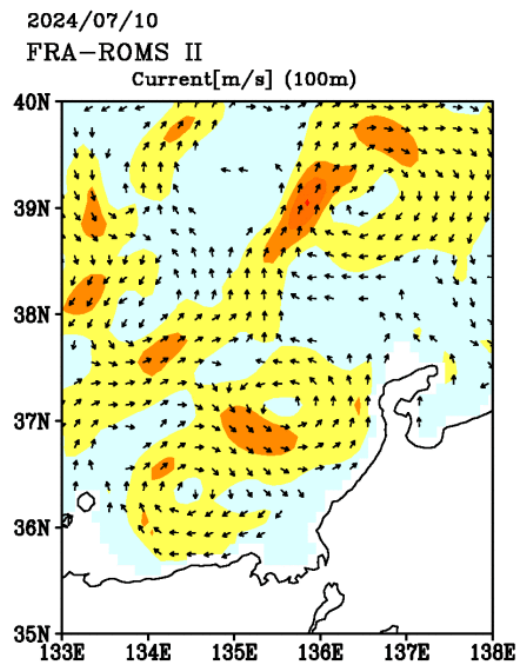 2024/07/10
FRA-ROMS II
Current[m/s] (100m)
40N
39N
38N
37N
36N
35N
133E 134E 135E 136E 137E 138E